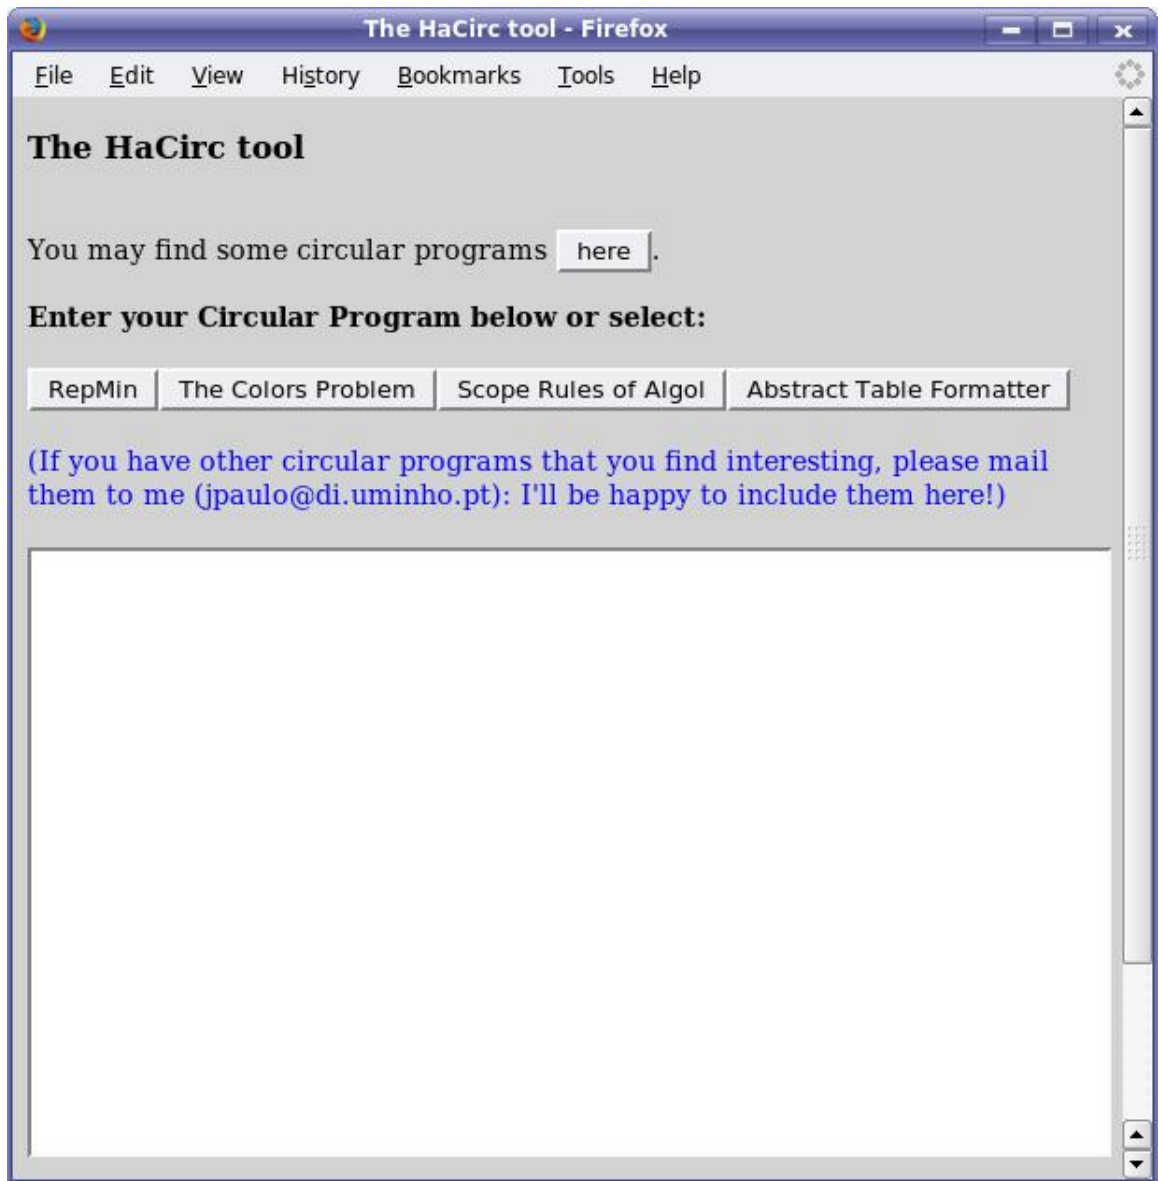 The HaCirc tool - Firefox
File Edit View History Bookmarks Tools Help
The HaCirc tool
You may find some circular programs here .
Enter your Circular Program below or select:
RepMin The Colors Problem Scope Rules of Algol Abstract Table Formatter
(If you have other circular programs that you find interesting, please mail
them to me (jpaulo@di.uminho.pt): I'll be happy to include them here!)